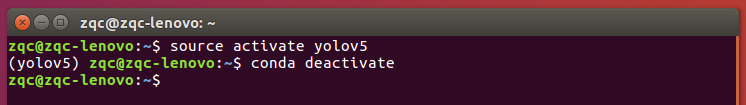 zqc@zqc-lenovo: ~
zqc@zqc-lenovo:~$ source activate yolov5
(yolov5) zqc@zqc-lenovo:~$ conda deactivate
zqc@zqc-lenovo:~$